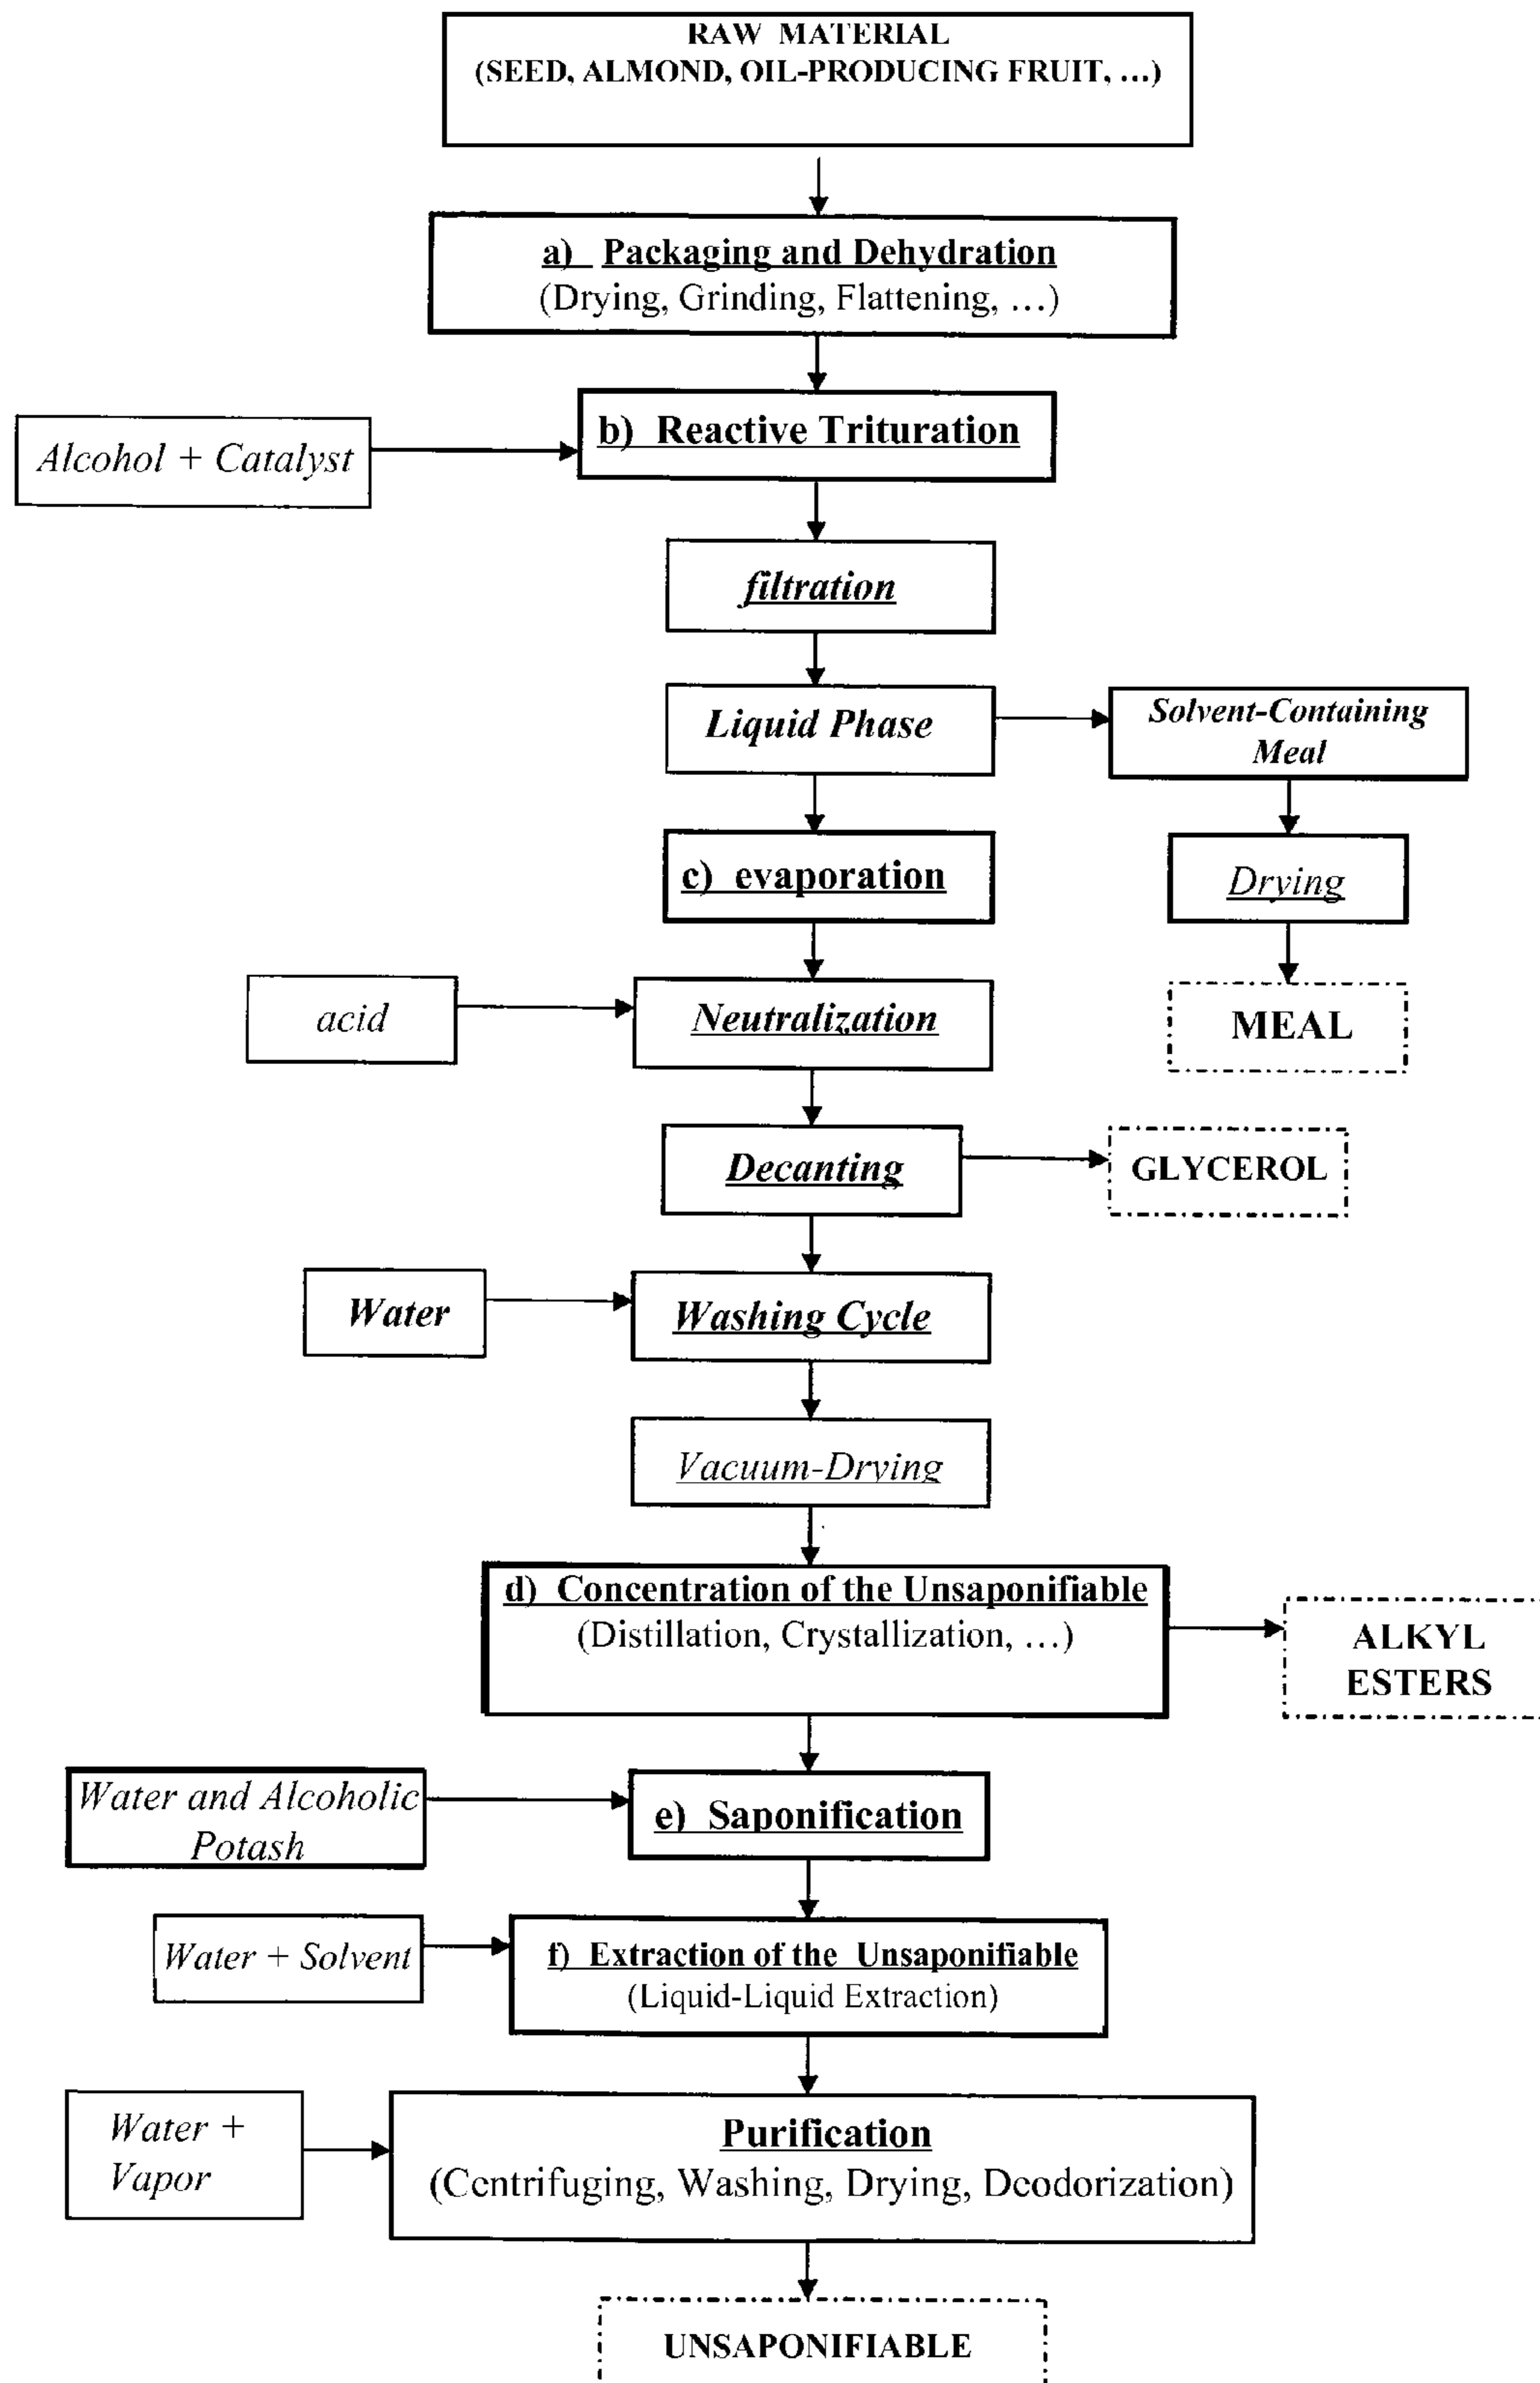 RAW MATERIAL
(SEED, ALMOND, OIL-PRODUCING FRUIT, ...)
a) Packaging and Dehydration
(Drying, Grinding, Flattening, ...)
Alcohol + Catalyst
b) Reactive Trituration
filtration
Liquid Phase
Solvent-Containing
Meal
c) evaporation
Drying
acid
Neutralization
MEAL
Decanting
GLYCEROL
Water
Washing Cycle
Vacuum-Drying
d) Concentration of the Unsaponifiable
(Distillation, Crystallization, ...)
ALKYL
ESTERS
Water and Alcoholic
Potash
e) Saponification
Water + Solvent
f) Extraction of the Unsaponifiable
(Liquid-Liquid Extraction)
Water +
Vapor
Purification
(Centrifuging, Washing, Drying, Deodorization)
UNSAPONIFIABLE